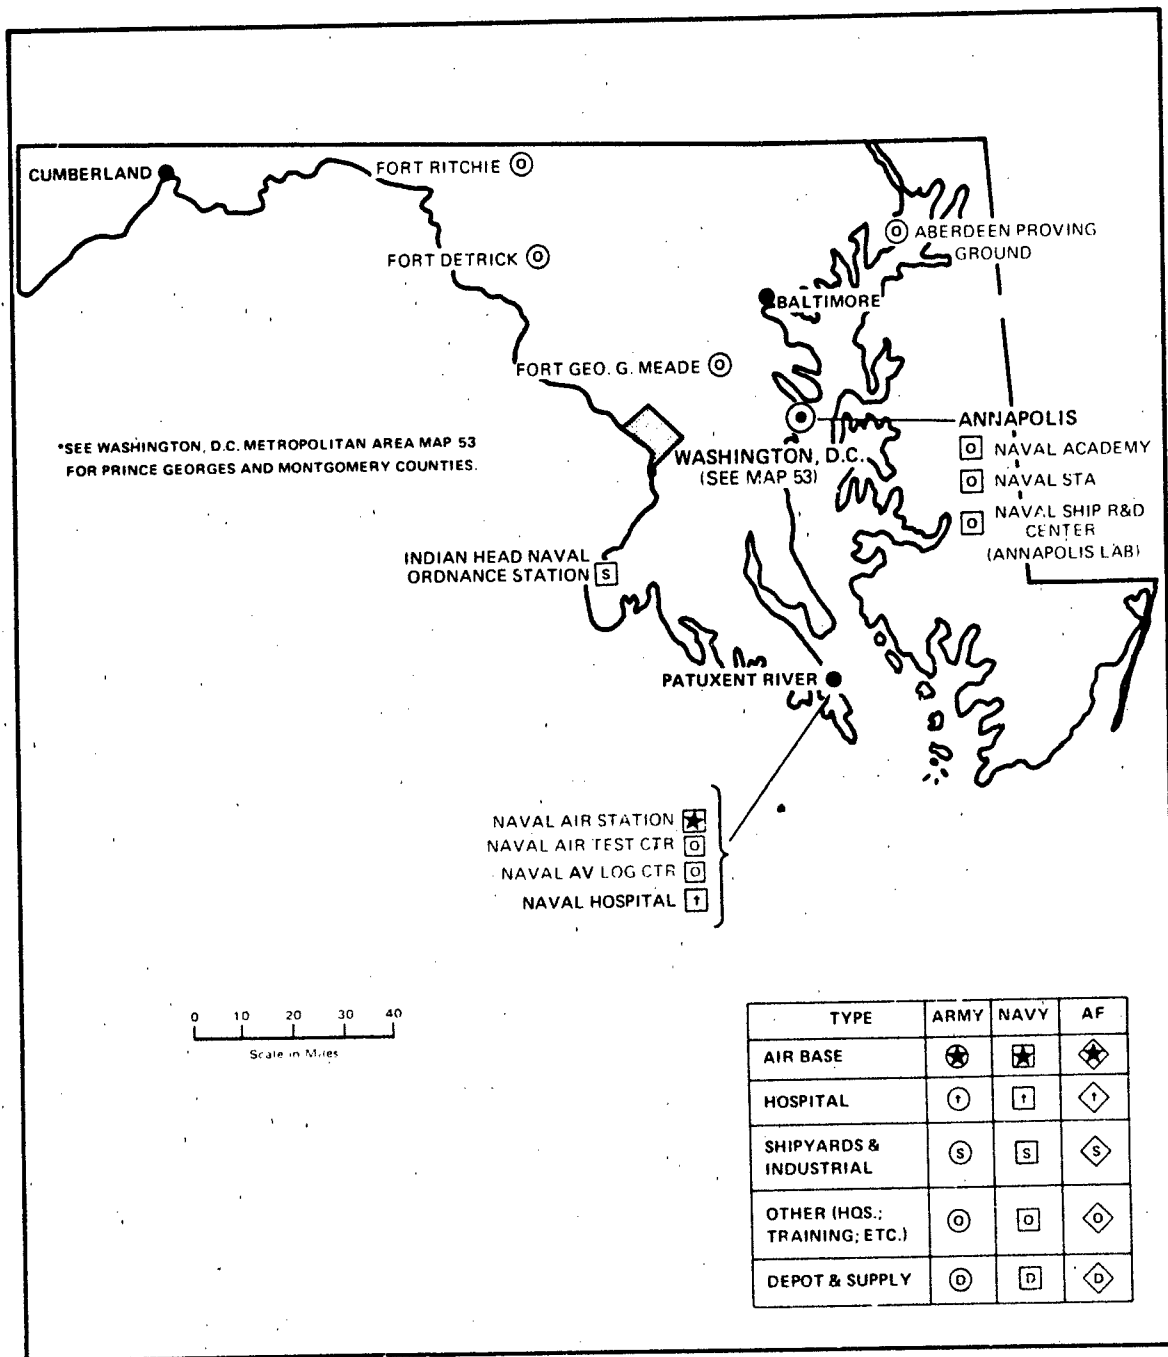 CUMBERLAND
FORT RITCHIE O
O ABERDEEN PROVING
GROUND
FORT DETRICK O
BALTIMORE
FORT GEO. G. MEADE O
ANNAPOLIS
O NAVAL ACADEMY
O NAVAL STA
O NAVAL SHIP R&D
CENTER
(ANNAPOLIS LAB)
*SEE WASHINGTON, D.C. METROPOLITAN AREA MAP 53
FOR PRINCE GEORGES AND MONTGOMERY COUNTIES.
WASHINGTON, D.C.
(SEE MAP 53)
INDIAN HEAD NAVAL
ORDNANCE STATION S
PATUXENT RIVER
NAVAL AIR STATION
NAVAL AIR TEST CTR O
NAVAL AV LOG CTR O
NAVAL HOSPITAL †
0 10 20 30 40
Scale in Miles
TYPE ARMY NAVY AF
AIR BASE
HOSPITAL † † †
SHIPYARDS &
INDUSTRIAL S S S
OTHER (HQS.;
TRAINING; ETC.) O O O
DEPOT & SUPPLY D D D